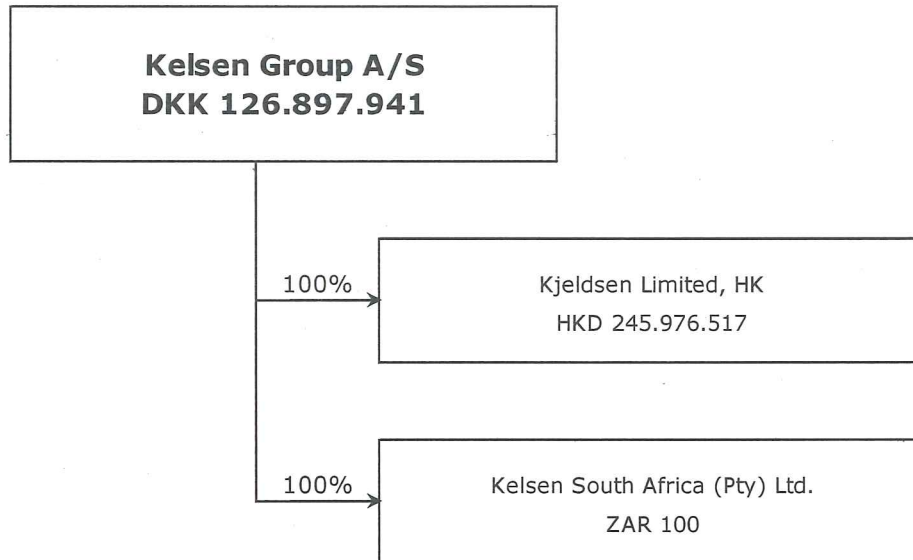 Kelsen Group A/S
DKK 126.897.941
100%
Kjeldsen Limited, HK
HKD 245.976.517
100%
Kelsen South Africa (Pty) Ltd.
ZAR 100